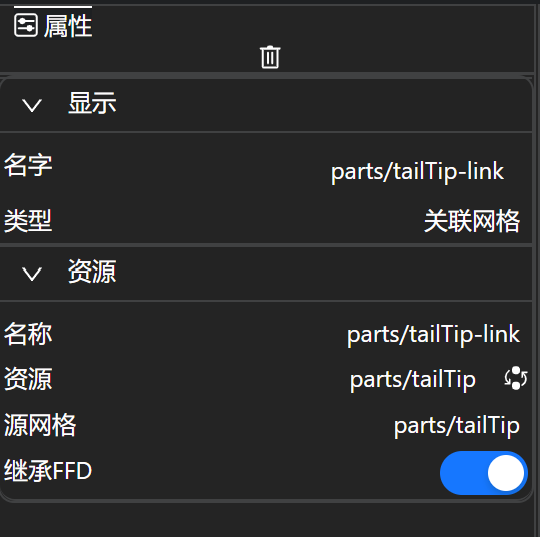 属性
显示
名字 parts/tailTip-link
类型 关联网格
资源
名称 parts/tailTip-link
资源 parts/tailTip
源网格 parts/tailTip
继承FFD